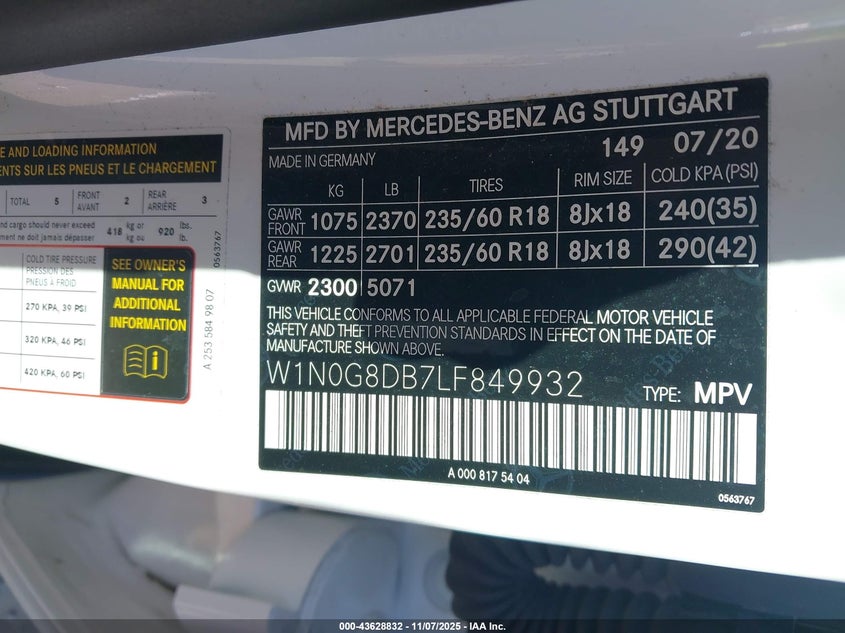 E AND LOADING INFORMATION
ENTS SUR LES PNEUS ET LE CHARGEMENT
TOTAL 5 FRONT AVANT 2 REAR ARRIÈRE 3
nd cargo should never exceed 418 kg or 920 lbs.
ment ne doit jamais dépasser kg ou lb.
COLD TIRE PRESSURE
PRESSION DES
PNEUS À FROID
270 KPA, 39 PSI
320 KPA, 46 PSI
420 KPA, 60 PSI
SEE OWNER'S
MANUAL FOR
ADDITIONAL
INFORMATION
0563767
A 253 584 98 07
MFD BY MERCEDES-BENZ AG STUTTGART
MADE IN GERMANY 149 07/20
KG LB TIRES RIM SIZE COLD KPA(PSI)
GAWR FRONT 1075 2370 235/60 R18 8Jx18 240(35)
GAWR REAR 1225 2701 235/60 R18 8Jx18 290(42)
GVWR 2300 5071
THIS VEHICLE CONFORMS TO ALL APPLICABLE FEDERAL MOTOR VEHICLE
SAFETY AND THEFT PREVENTION STANDARDS IN EFFECT ON THE DATE OF
MANUFACTURE SHOWN ABOVE.
W1N0G8DB7LF849932 TYPE: MPV
A 000 817 54 04
0563767
000-43628832 - 11/07/2025 - IAA Inc.